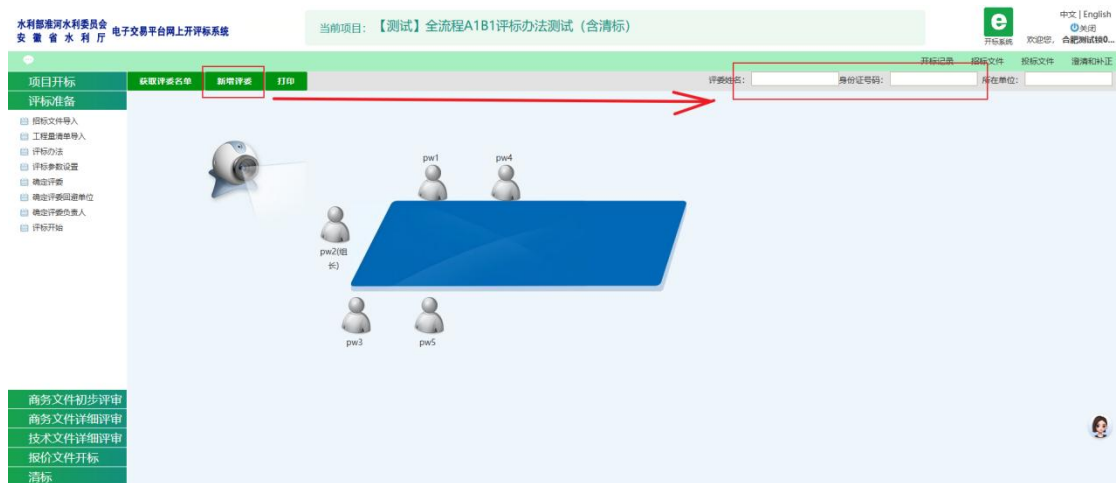 水利部淮河水利委员会
安徽省水利厅
电子交易平台网上开评标系统
当前项目：【测试】全流程A1B1评标办法测试（含清标）
e
开标系统
中文 | English
关闭
欢迎您，合肥测试我0...
开标记录 招标文件 投标文件 澄清和补正
项目开标
评标准备
招标文件导入
工程量清单导入
评标办法
评标参数设置
确定评委
确定评委回避单位
确定评委负责人
评标开始
商务文件初步评审
商务文件详细评审
技术文件详细评审
报价文件开标
清标
获取评委名单 新增评委 打印
评委姓名： 身份证号码： 所在单位：
pw1 pw4
pw2(组
长)
pw3 pw5